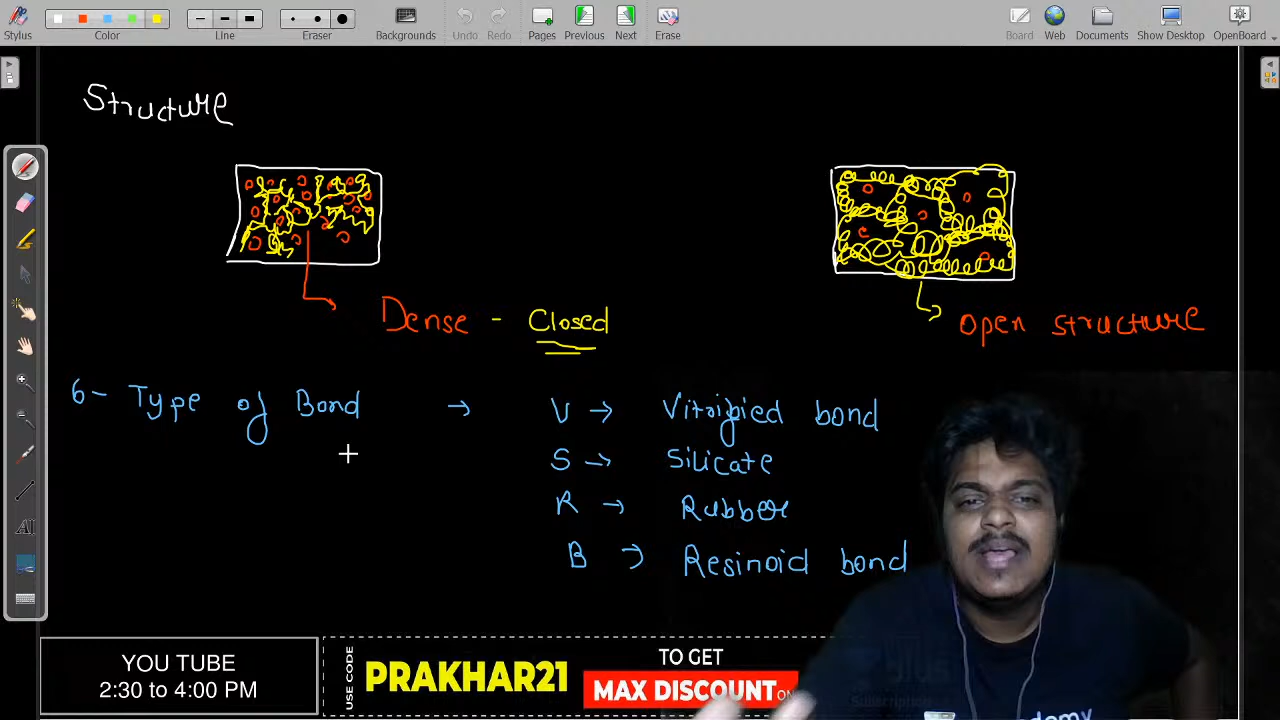 Stylus Color Line Eraser Backgrounds Undo Redo Pages Previous Next Erase Board Web Documents Show Desktop OpenBoard
Structure
Dense - Closed
Open structure
6- Type of Bond → V → Vitrified bond
S → Silicate
R → Rubber
B → Resinoid bond
YOU TUBE
2:30 to 4:00 PM
USE CODE
PRAKHAR21
TO GET
MAX DISCOUNT ON
Subscription